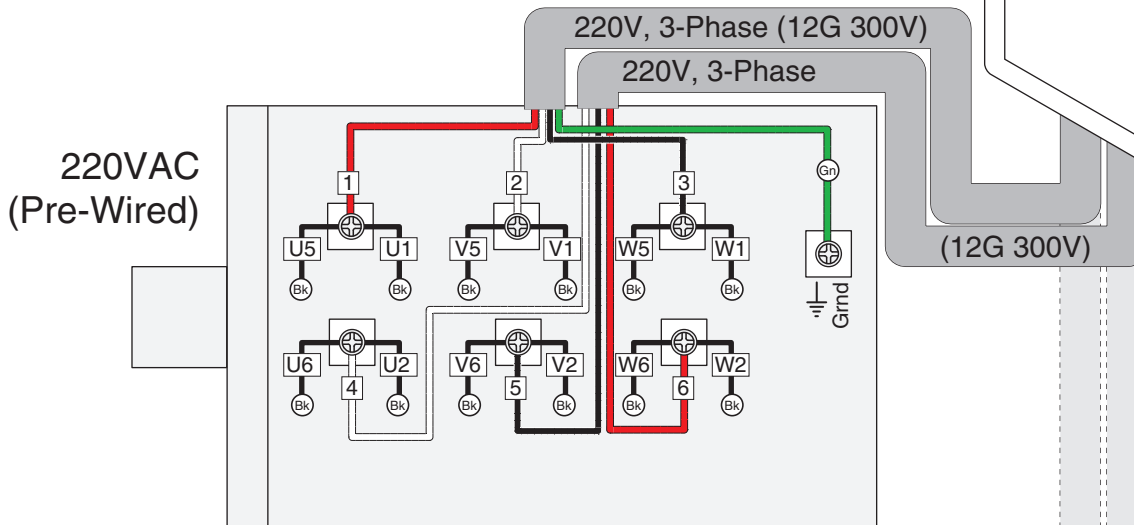 220V, 3-Phase (12G 300V)
220V, 3-Phase
220VAC
(Pre-Wired)
(12G 300V)
1 2 3
Gn
U5 U1 V5 V1 W5 W1
Bk Bk Bk Bk Bk Bk
Grnd
U6 U2 V6 V2 W6 W2
4 5 6
Bk Bk Bk Bk Bk Bk